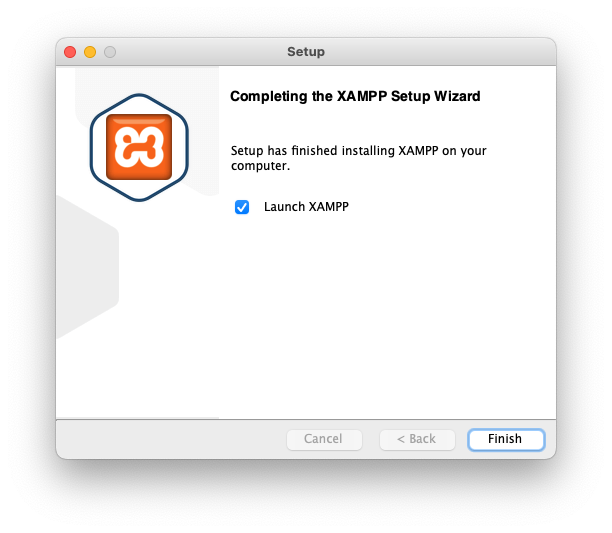 Setup
Completing the XAMPP Setup Wizard
Setup has finished installing XAMPP on your
computer.
Launch XAMPP
Cancel
< Back
Finish